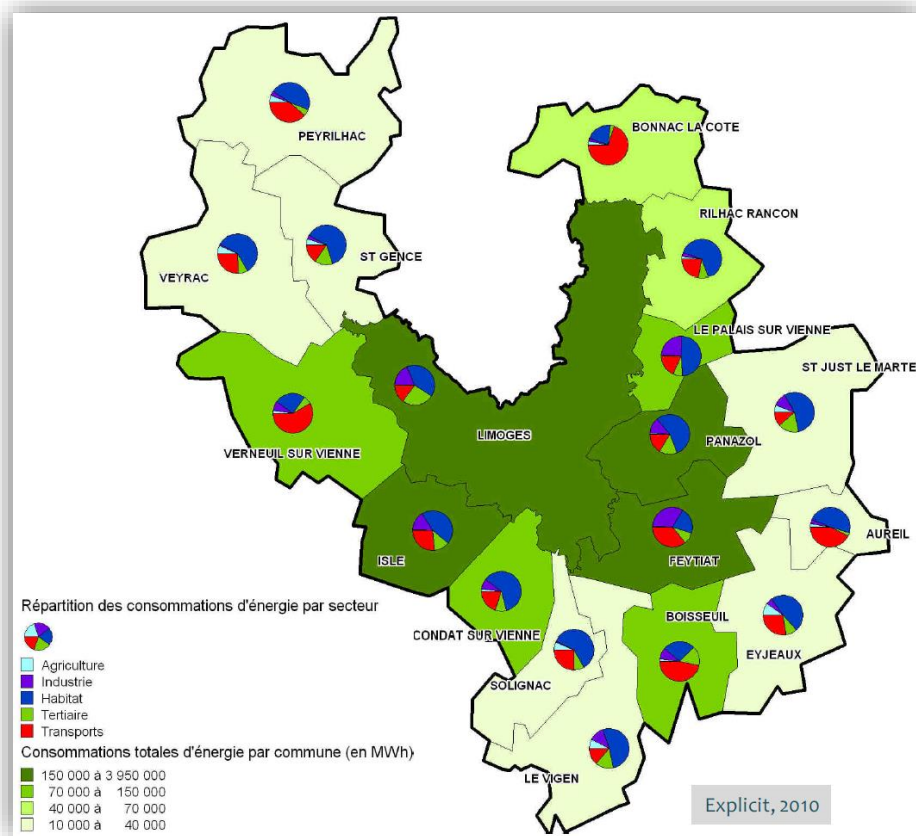 PEYRILHAC
BONNAC LA COTE
RILHAC RANCON
ST GENCE
VEYRAC
LE PALAIS SUR VIENNE
ST JUST LE MARTE
LIMOGES
PANAZOL
VERNEUIL SUR VIENNE
AUREIL
ISLE
FEYTIAT
BOISSEUIL
CONDAT SUR VIENNE
EYJEAUX
SOLIGNAC
LE VIGEN
Répartition des consommations d'énergie par secteur
Agriculture
Industrie
Habitat
Tertiaire
Transports
Consommations totales d'énergie par commune (en MWh)
150 000 à 3 950 000
70 000 à 150 000
40 000 à 70 000
10 000 à 40 000
Explicit, 2010